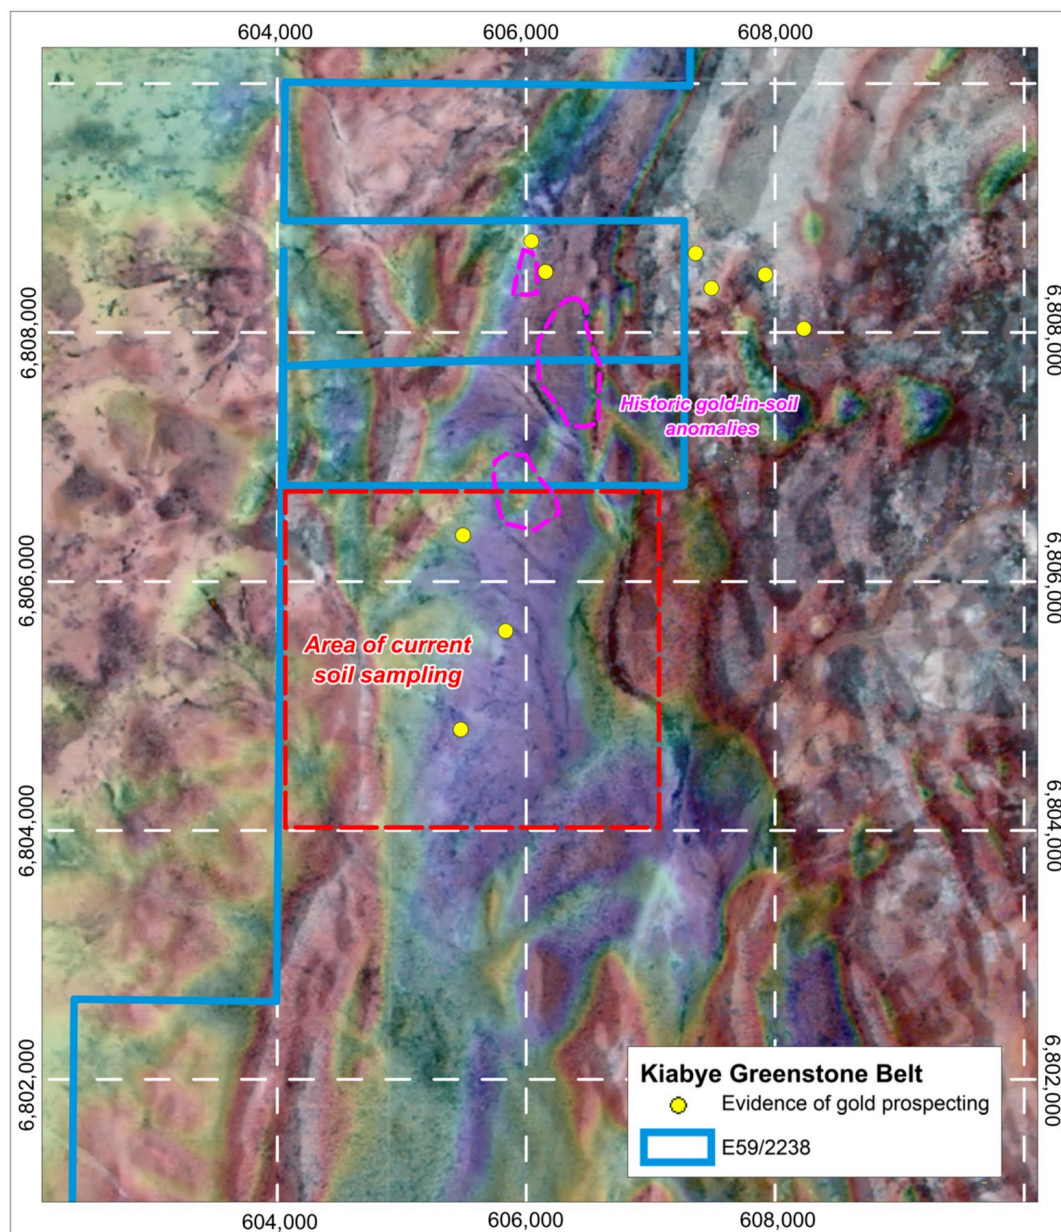 604,000
606,000
608,000
6,808,000
6,808,000
Historic gold-in-soil
anomalies
6,806,000
6,806,000
Area of current
soil sampling
6,804,000
6,804,000
6,802,000
6,802,000
Kiabye Greenstone Belt
Evidence of gold prospecting
E59/2238
604,000
606,000
608,000